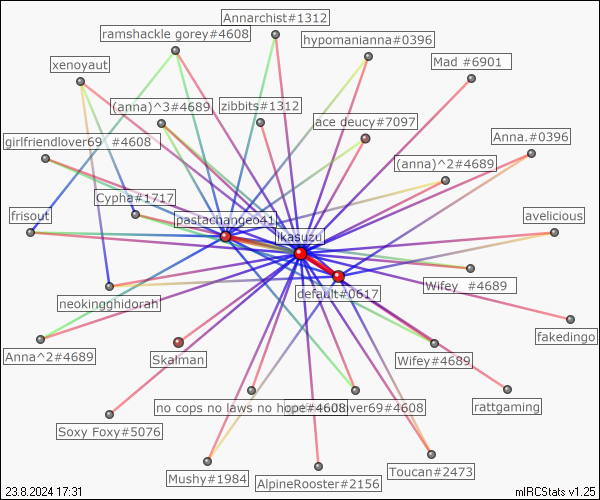 Annarchist#1312
ramshackle gorey#4608
hypomanianna#0396
Mad #6901
xenoyaut
(anna)^3#4689
zibbits#1312
ace deucy#7097
girlfriendlover69 #4608
Anna.#0396
(anna)^2#4689
Cypha#1717
frisout
pastachangeo41
avelicious
ikasuzu
Wifey #4689
default#0617
neokingghidorah
fakedingo
Anna^2#4689
Skalman
Wifey#4689
no cops no laws no hope#4608
over69#4608
rattgaming
Soxy Foxy#5076
Mushy#1984
AlpineRooster#2156
Toucan#2473
23.8.2024 17:31
mIRCStats v1.25